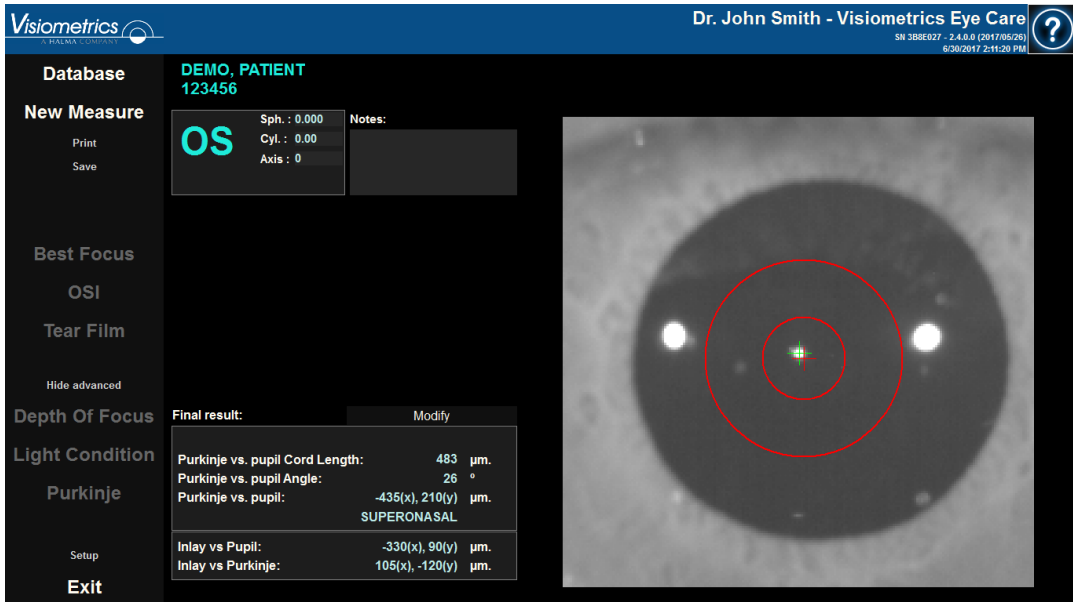 Visiometrics
A HALMA COMPANY
Dr. John Smith - Visiometrics Eye Care
SN 3B8E027 - 2.4.0.0 (2017/05/26)
6/30/2017 2:11:20 PM
?
Database
New Measure
Print
Save
Best Focus
OSI
Tear Film
Hide advanced
Depth Of Focus
Light Condition
Purkinje
Setup
Exit
DEMO, PATIENT
123456
OS
Sph. : 0.000
Cyl. : 0.00
Axis : 0
Notes:
Final result: Modify
Purkinje vs. pupil Cord Length: 483 µm.
Purkinje vs. pupil Angle: 26 º
Purkinje vs. pupil: -435(x), 210(y) µm.
SUPERONASAL
Inlay vs Pupil: -330(x), 90(y) µm.
Inlay vs Purkinje: 105(x), -120(y) µm.